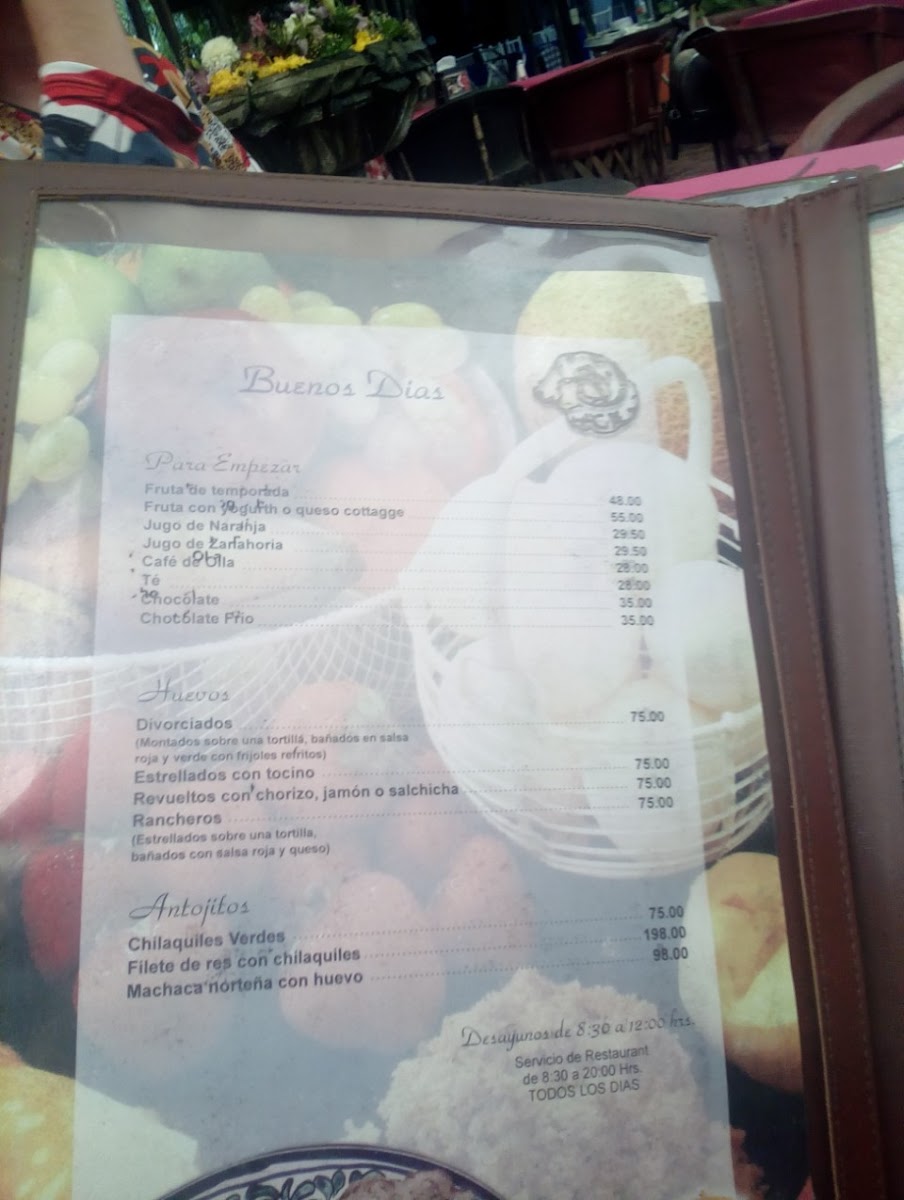 Buenos Dias
Para Empezar
Fruta de temporada 48.00
Fruta con yogurth o queso cottagge 55.00
Jugo de Naranja 29.50
Jugo de Zanahoria 29.50
Café de Olla 28.00
Té 28.00
Chocolate 35.00
Chocolate Frio 35.00
Huevos
Divorciados 75.00
(Montados sobre una tortilla, bañados en salsa
roja y verde con frijoles refritos)
Estrellados con tocino 75.00
Revueltos con chorizo, jamón o salchicha 75.00
Rancheros 75.00
(Estrellados sobre una tortilla,
bañados con salsa roja y queso)
Antojitos
Chilaquiles Verdes 75.00
Filete de res con chilaquiles 198.00
Machaca norteña con huevo 98.00
Desayunos de 8:30 a 12:00 hrs.
Servicio de Restaurant
de 8:30 a 20:00 Hrs.
TODOS LOS DIAS